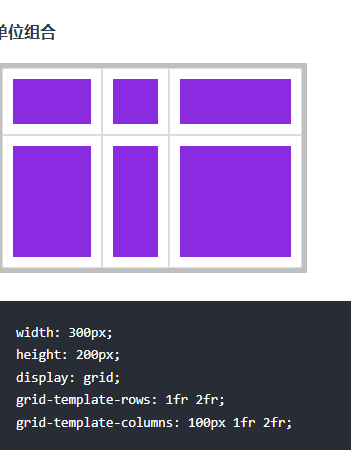 单位组合
width: 300px;
height: 200px;
display: grid;
grid-template-rows: 1fr 2fr;
grid-template-columns: 100px 1fr 2fr;